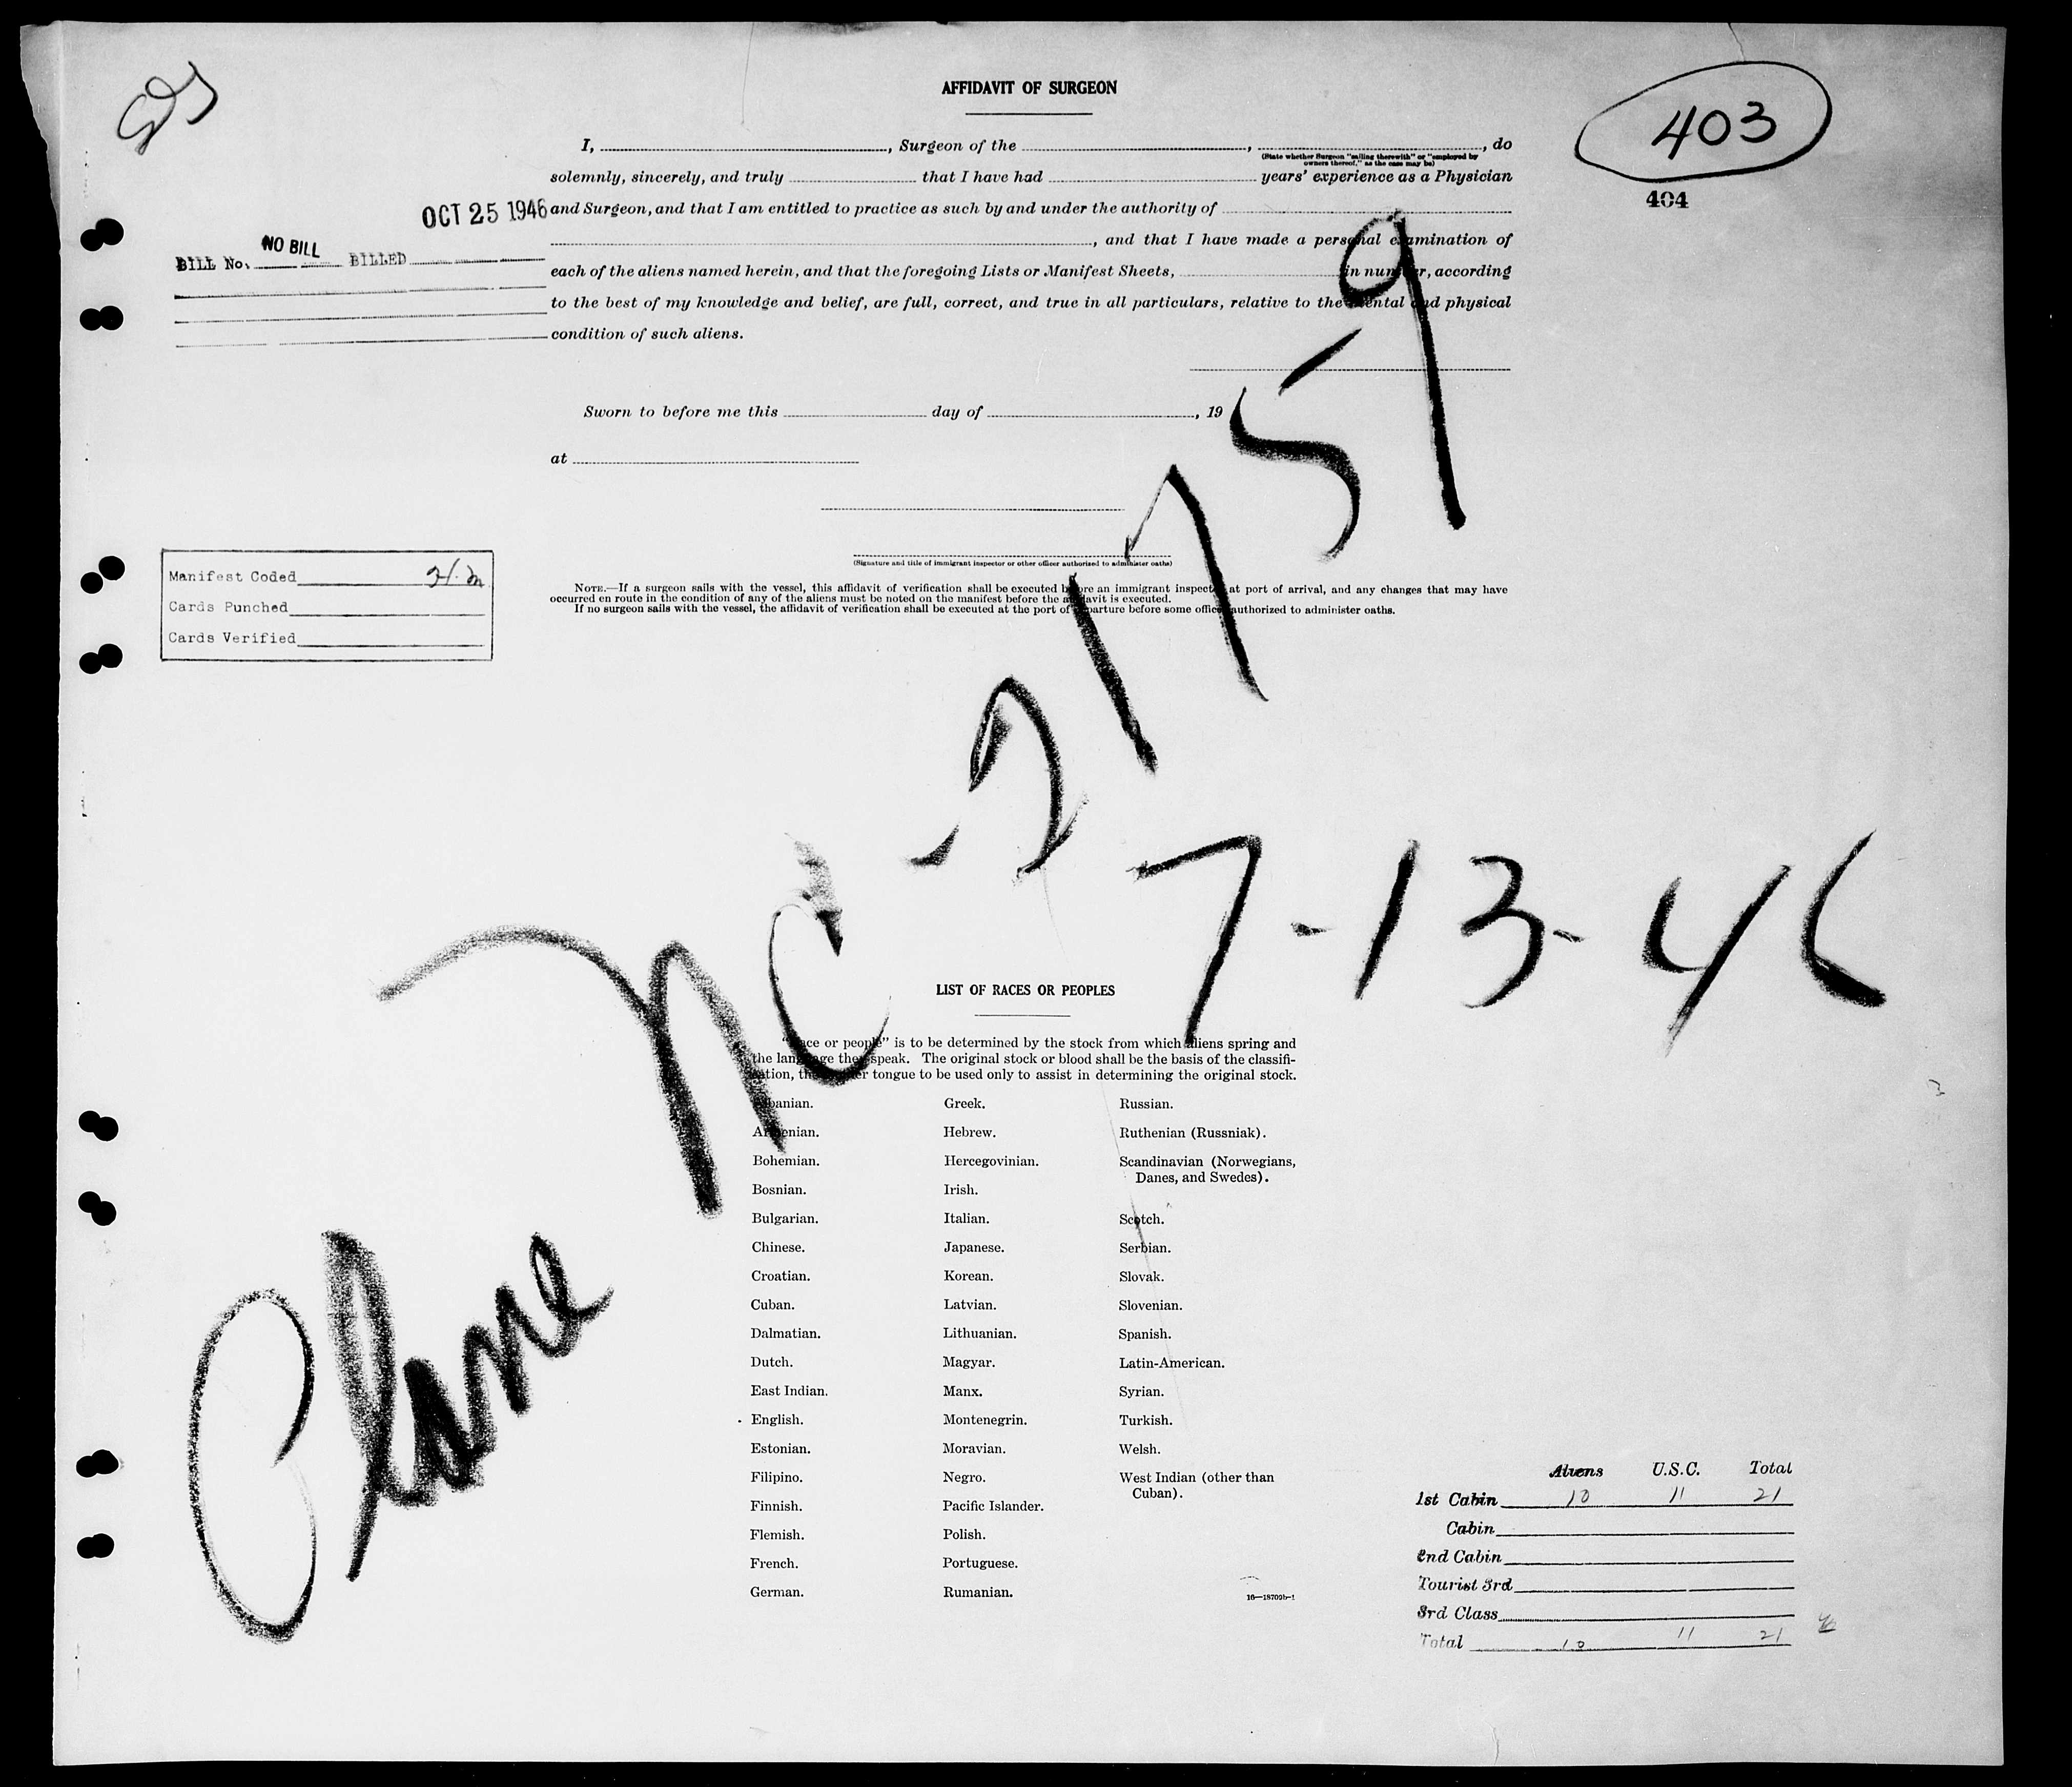 AFFIDAVIT OF SURGEON
403
404
I, , Surgeon of the , , do
(State whether Surgeon "sailing therewith" or "employed by
owners thereof," as the case may be)
solemnly, sincerely, and truly that I have had years' experience as a Physician
OCT 25 1946
and Surgeon, and that I am entitled to practice as such by and under the authority of
, and that I have made a personal examination of
BILL No. NO BILL BILLED
each of the aliens named herein, and that the foregoing Lists or Manifest Sheets, in number, according
to the best of my knowledge and belief, are full, correct, and true in all particulars, relative to the mental and physical
condition of such aliens.
Sworn to before me this day of , 19
at
(Signature and title of immigrant inspector or other officer authorized to administer oaths)
Manifest Coded
Cards Punched
Cards Verified
NOTE.—If a surgeon sails with the vessel, this affidavit of verification shall be executed before an immigrant inspector at port of arrival, and any changes that may have
occurred en route in the condition of any of the aliens must be noted on the manifest before the affidavit is executed.
If no surgeon sails with the vessel, the affidavit of verification shall be executed at the port of departure before some officer authorized to administer oaths.
NC-21759
7-13-46
LIST OF RACES OR PEOPLES
"Race or people" is to be determined by the stock from which aliens spring and
the language they speak. The original stock or blood shall be the basis of the classifi-
cation, the mother tongue to be used only to assist in determining the original stock.
Albanian.
Armenian.
Bohemian.
Bosnian.
Bulgarian.
Chinese.
Croatian.
Cuban.
Dalmatian.
Dutch.
East Indian.
English.
Estonian.
Filipino.
Finnish.
Flemish.
French.
German.
Greek.
Hebrew.
Hercegovinian.
Irish.
Italian.
Japanese.
Korean.
Latvian.
Lithuanian.
Magyar.
Manx.
Montenegrin.
Moravian.
Negro.
Pacific Islander.
Polish.
Portuguese.
Rumanian.
Russian.
Ruthenian (Russniak).
Scandinavian (Norwegians,
Danes, and Swedes).
Scotch.
Serbian.
Slovak.
Slovenian.
Spanish.
Latin-American.
Syrian.
Turkish.
Welsh.
West Indian (other than
Cuban).
16—18709b-1
Aliens U.S.C. Total
1st Cabin 10 11 21
Cabin
2nd Cabin
Tourist 3rd
3rd Class
Total 10 11 21